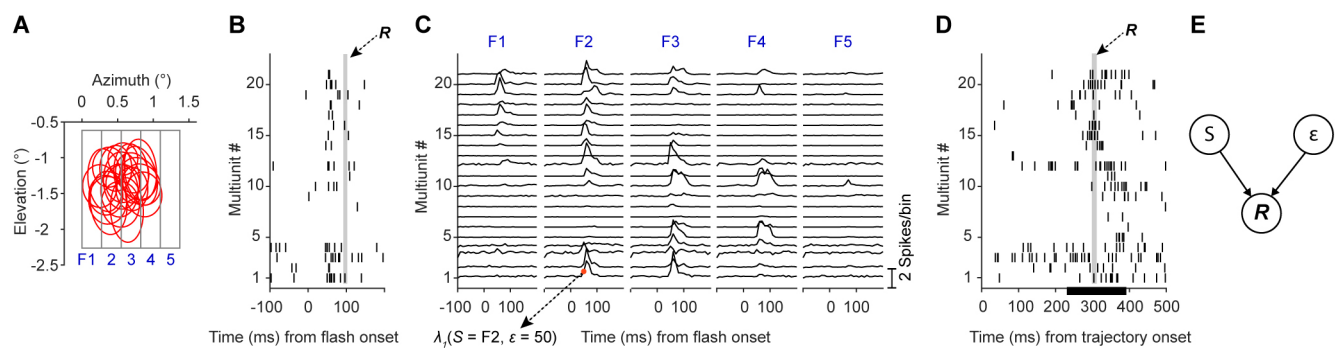 A
Azimuth (°)
0 0.5 1 1.5
-0.5
-1
-1.5
-2
-2.5
Elevation (°)
F1 2 3 4 5
B
R
20
15
10
5
1
Multiunit #
-100 0 100
Time (ms) from flash onset
C
F1 F2 F3 F4 F5
20
15
10
5
1
Multiunit #
-100 0 100 0 100 0 100 0 100 0 100
2 Spikes/bin
λ1(S = F2, ε = 50)
Time (ms) from flash onset
D
R
20
15
10
5
1
Multiunit #
0 100 200 300 400 500
Time (ms) from trajectory onset
E
S ε
R